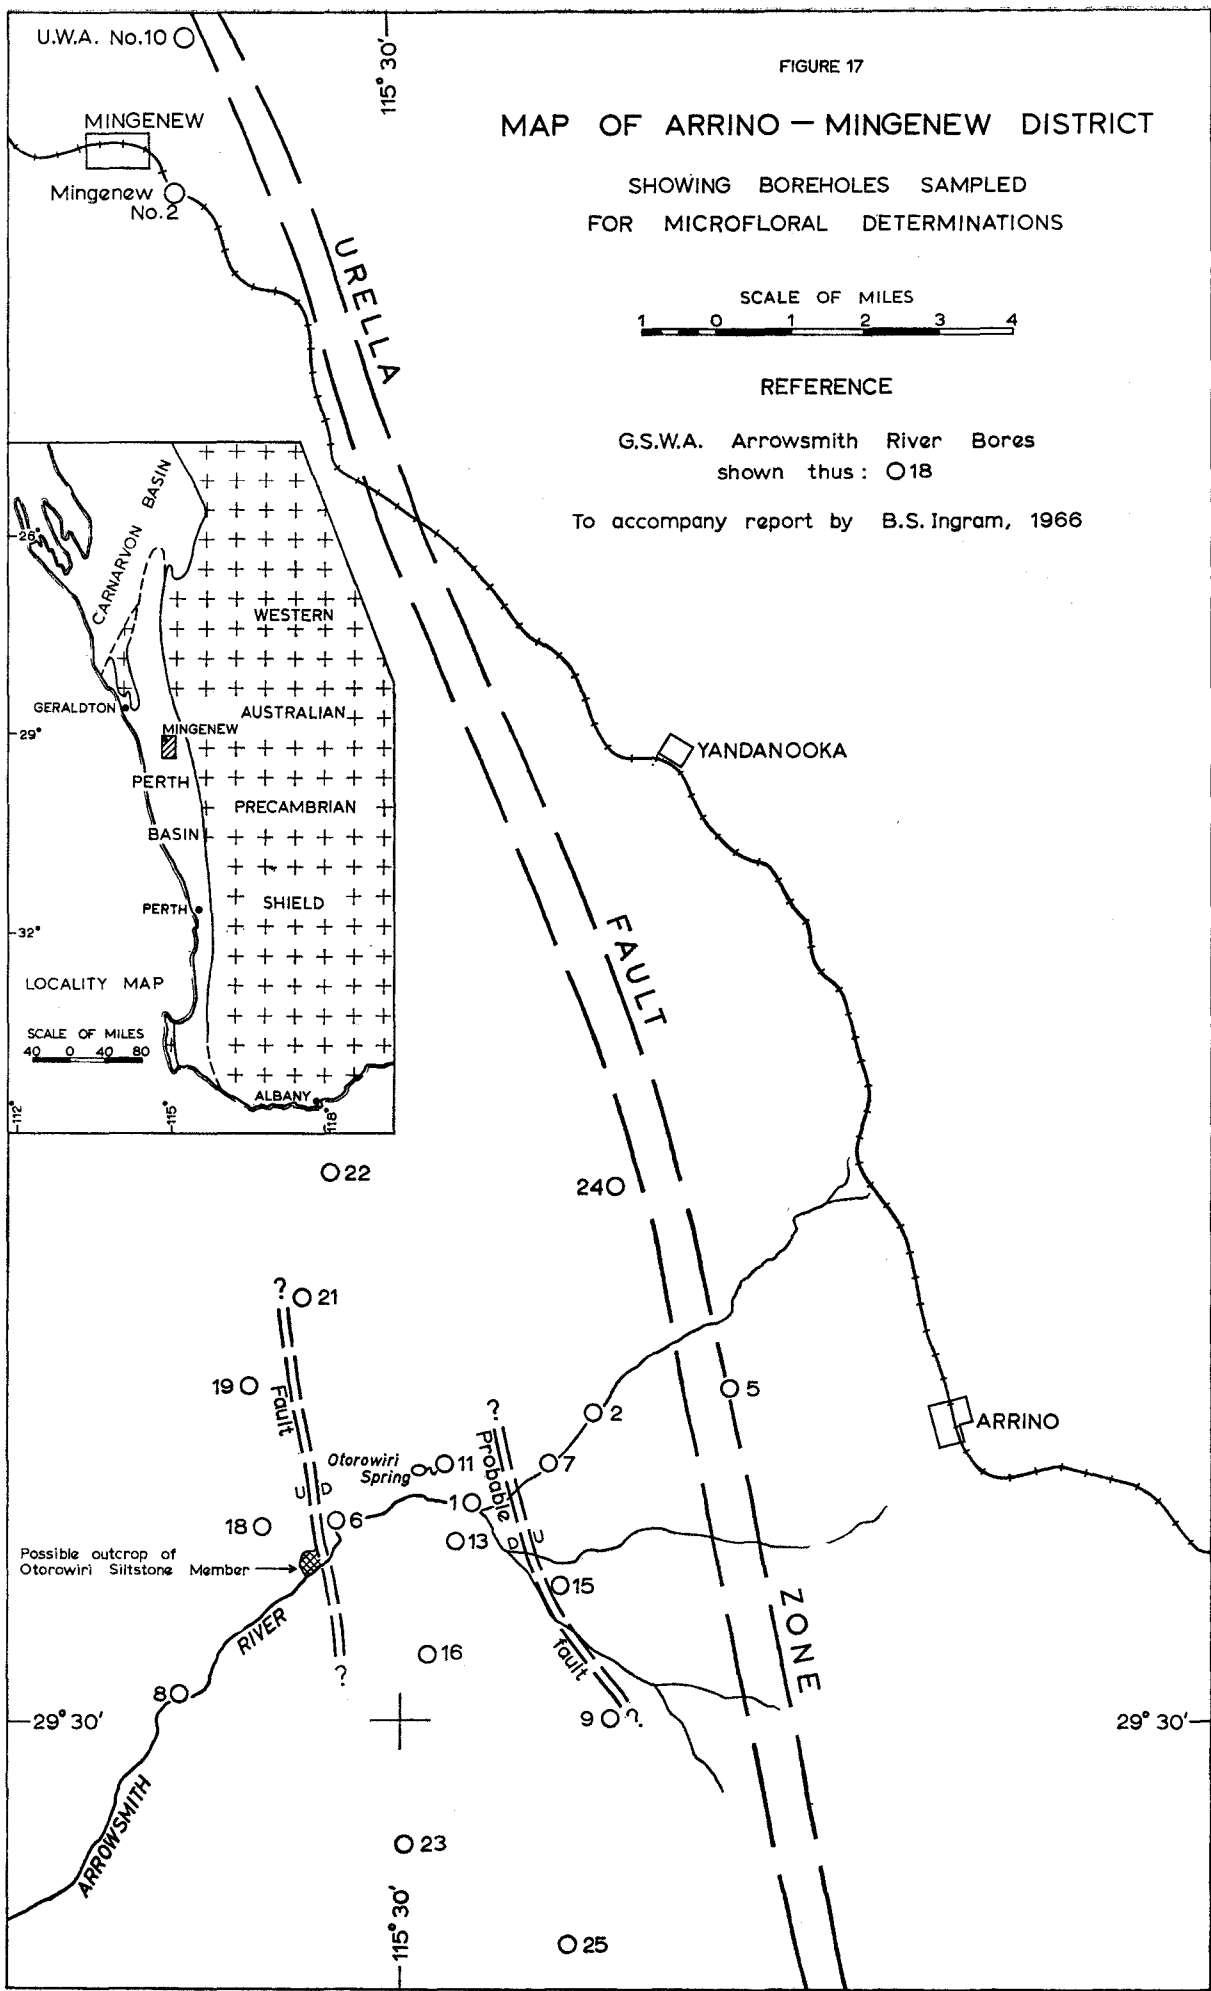 FIGURE 17
MAP OF ARRINO — MINGENEW DISTRICT
SHOWING BOREHOLES SAMPLED
FOR MICROFLORAL DETERMINATIONS
SCALE OF MILES
1 0 1 2 3 4
REFERENCE
G.S.W.A. Arrowsmith River Bores
shown thus: O18
To accompany report by B.S. Ingram, 1966
U.W.A. No.10
115° 30'
MINGENEW
Mingenew
No.2
URELLA
FAULT
ZONE
YANDANOOKA
ARRINO
CARNARVON BASIN
26°
WESTERN
AUSTRALIAN
PRECAMBRIAN
SHIELD
GERALDTON
29°
MINGENEW
PERTH
BASIN
PERTH
32°
LOCALITY MAP
SCALE OF MILES
40 0 40 80
ALBANY
112°
115°
118°
22
24
?
21
19
Fault
5
2
?
Probable
Otorowiri
Spring
11
7
U D
1
18
6
13
D U
Possible outcrop of
Otorowiri Siltstone Member
15
RIVER
16
fault
?
8
9
?
29° 30'
29° 30'
ARROWSMITH
23
115° 30'
25